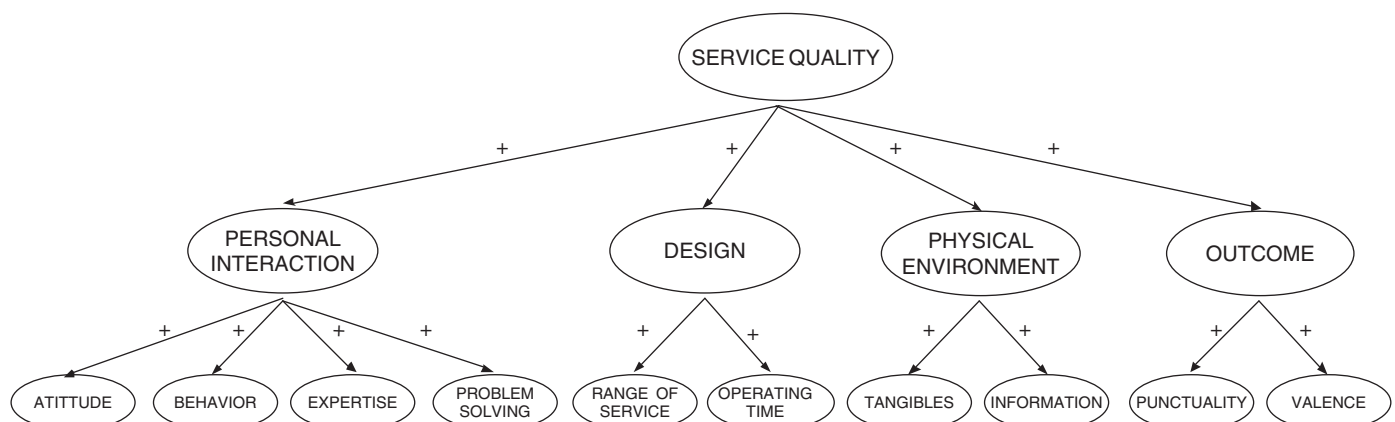 SERVICE QUALITY
+ + + +
PERSONAL
INTERACTION
DESIGN
PHYSICAL
ENVIRONMENT
OUTCOME
+ + + + + + + + + +
ATITTUDE
BEHAVIOR
EXPERTISE
PROBLEM
SOLVING
RANGE OF
SERVICE
OPERATING
TIME
TANGIBLES
INFORMATION
PUNCTUALITY
VALENCE